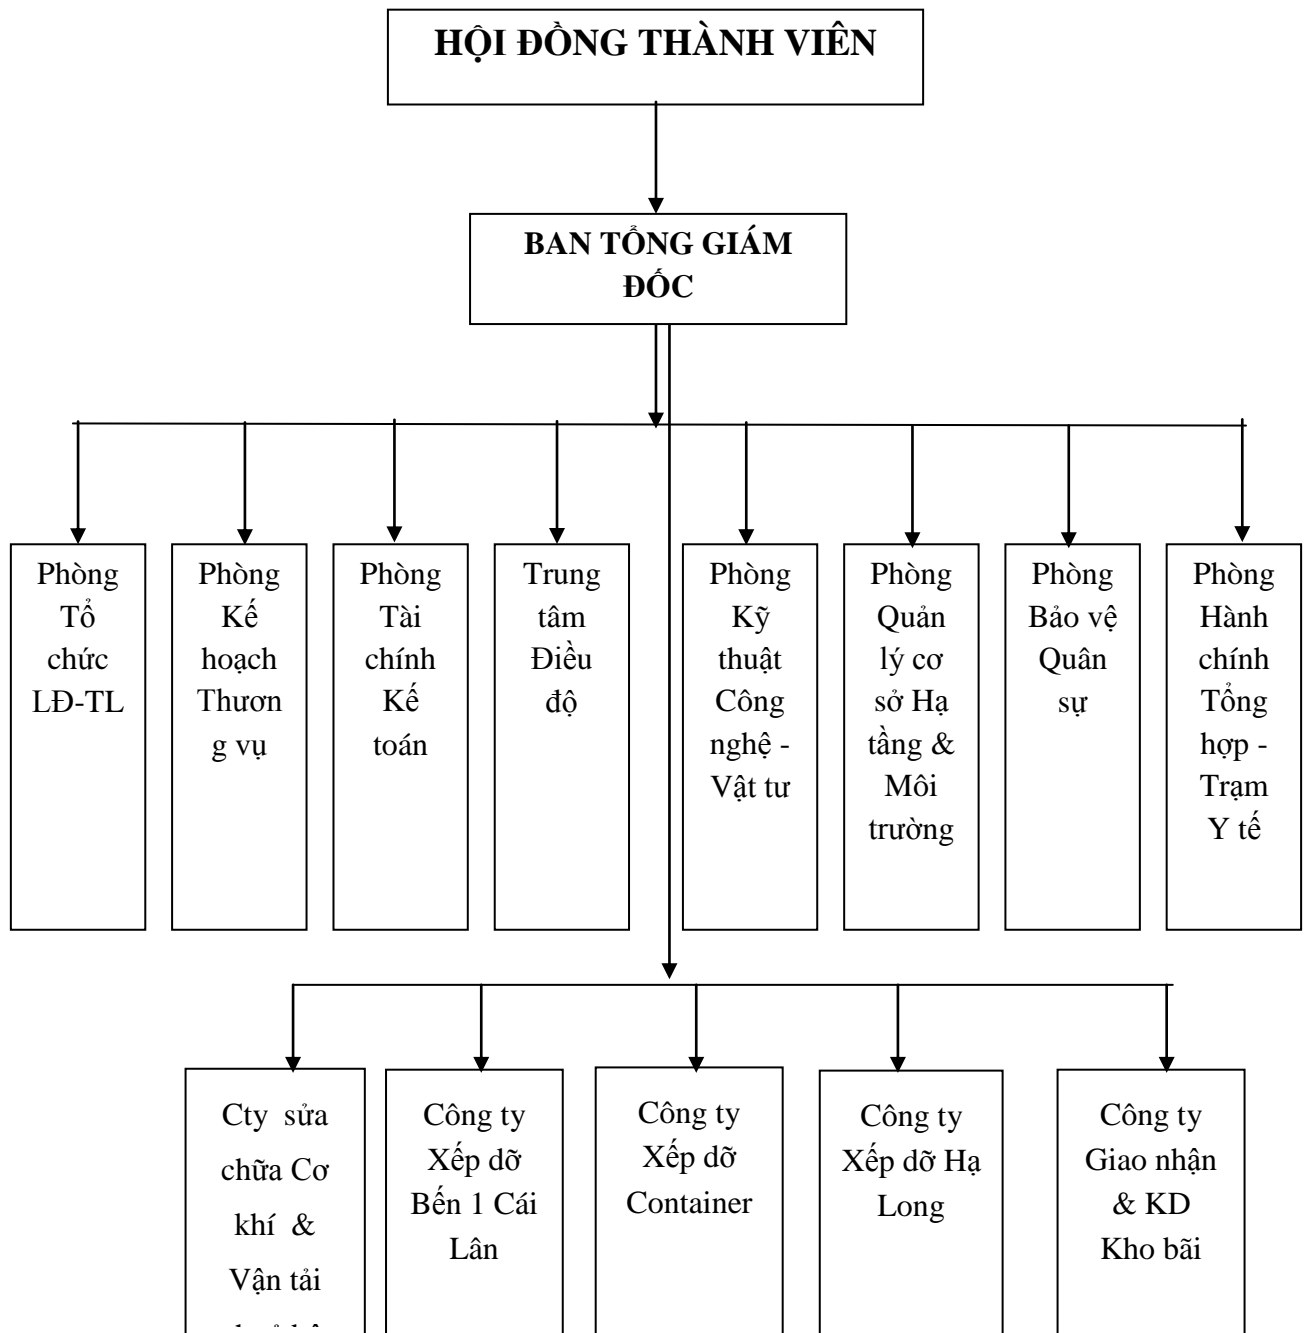 HỘI ĐỒNG THÀNH VIÊN
BAN TỔNG GIÁM
ĐỐC
Phòng
Tổ
chức
LĐ-TL
Phòng
Kế
hoạch
Thươn
g vụ
Phòng
Tài
chính
Kế
toán
Trung
tâm
Điều
độ
Phòng
Kỹ
thuật
Công
nghệ -
Vật tư
Phòng
Quản
lý cơ
sở Hạ
tầng &
Môi
trường
Phòng
Bảo vệ
Quân
sự
Phòng
Hành
chính
Tổng
hợp -
Trạm
Y tế
Cty sửa
chữa Cơ
khí &
Vận tải
Công ty
Xếp dỡ
Bến 1 Cái
Lân
Công ty
Xếp dỡ
Container
Công ty
Xếp dỡ Hạ
Long
Công ty
Giao nhận
& KD
Kho bãi